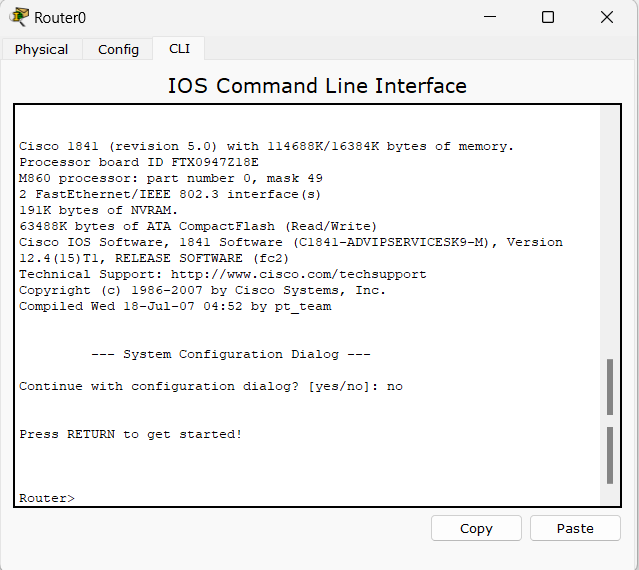 Router0
Physical Config CLI
IOS Command Line Interface
Cisco 1841 (revision 5.0) with 114688K/16384K bytes of memory.
Processor board ID FTX0947Z18E
M860 processor: part number 0, mask 49
2 FastEthernet/IEEE 802.3 interface(s)
191K bytes of NVRAM.
63488K bytes of ATA CompactFlash (Read/Write)
Cisco IOS Software, 1841 Software (C1841-ADVIPSERVICESK9-M), Version
12.4(15)T1, RELEASE SOFTWARE (fc2)
Technical Support: http://www.cisco.com/techsupport
Copyright (c) 1986-2007 by Cisco Systems, Inc.
Compiled Wed 18-Jul-07 04:52 by pt_team
--- System Configuration Dialog ---
Continue with configuration dialog? [yes/no]: no
Press RETURN to get started!
Router>
Copy Paste